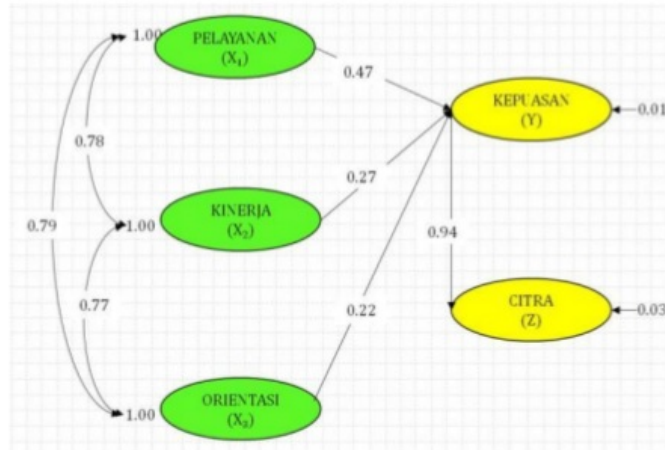 1.00
PELAYANAN
(X₁)
0.47
KEPUASAN
(Y)
0.01
0.78
0.27
1.00
KINERJA
(X₂)
0.79
0.94
0.77
0.22
CITRA
(Z)
0.03
1.00
ORIENTASI
(X₃)